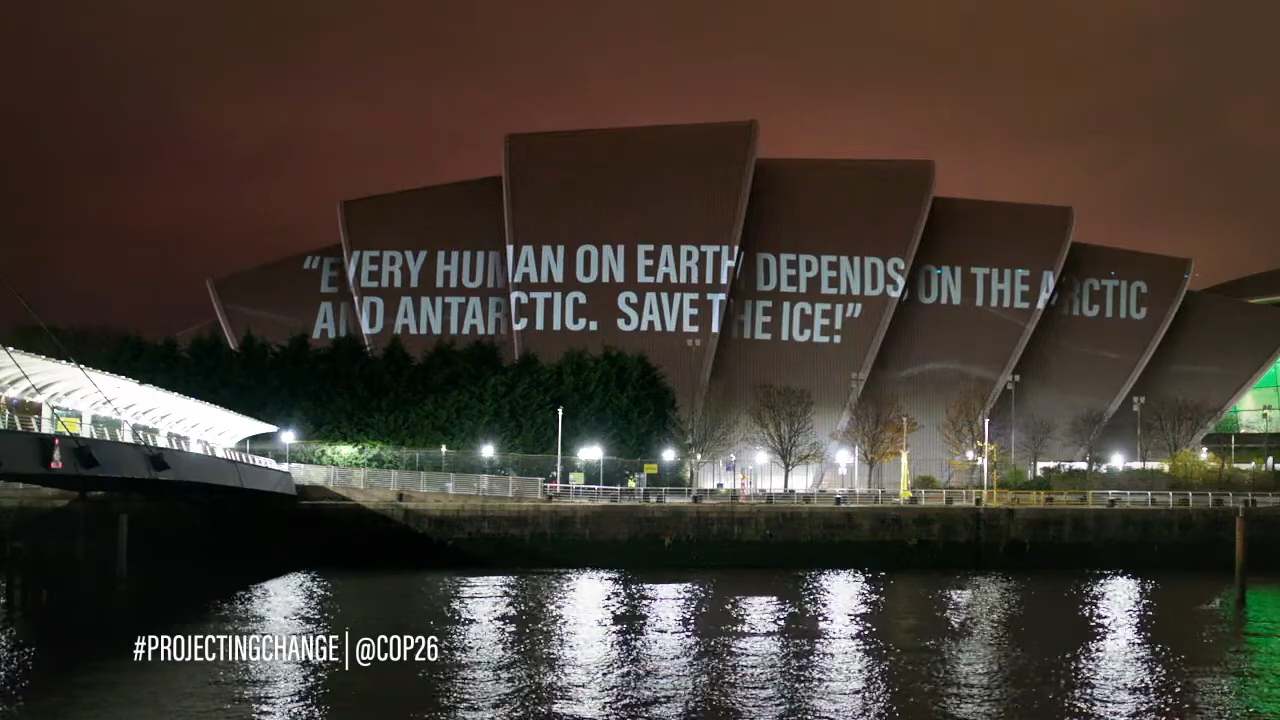 “EVERY HUMAN ON EARTH DEPENDS ON THE ARCTIC
AND ANTARCTIC. SAVE THE ICE!”
#PROJECTINGCHANGE | @COP26